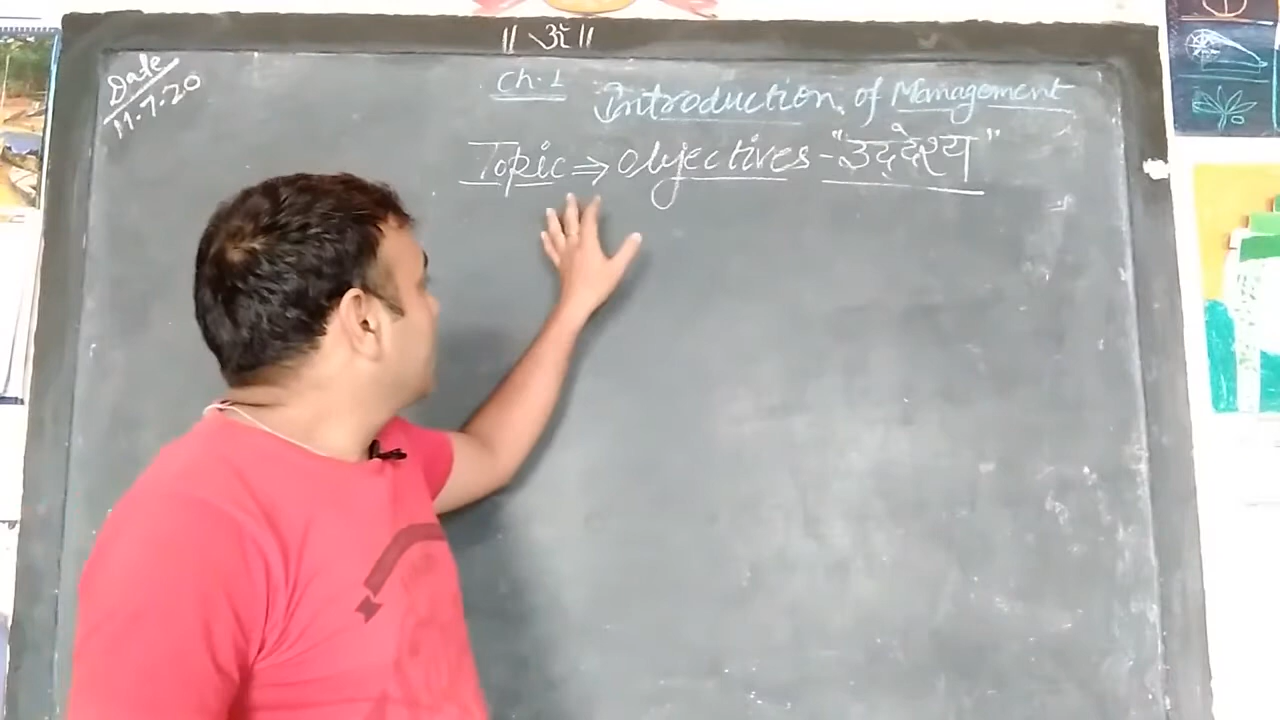 || ॐ ||
Date
11.7.20
Ch.1 Introduction of Management
Topic ⇒ Objectives - "उद्देश्य"